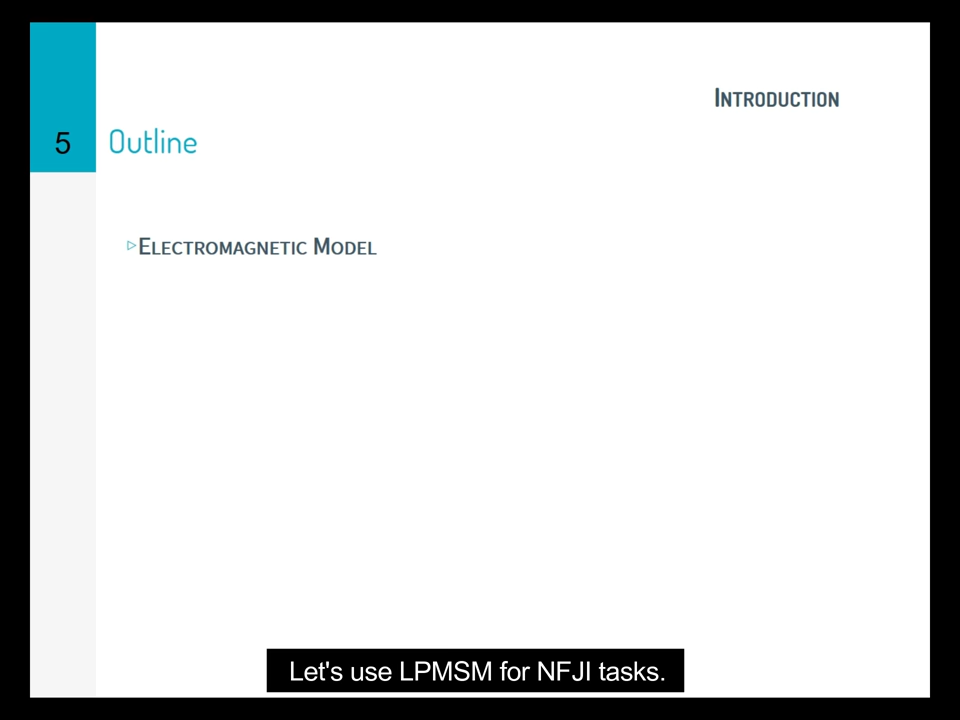 INTRODUCTION
5 Outline
▹ELECTROMAGNETIC MODEL
Let's use LPMSM for NFJI tasks.